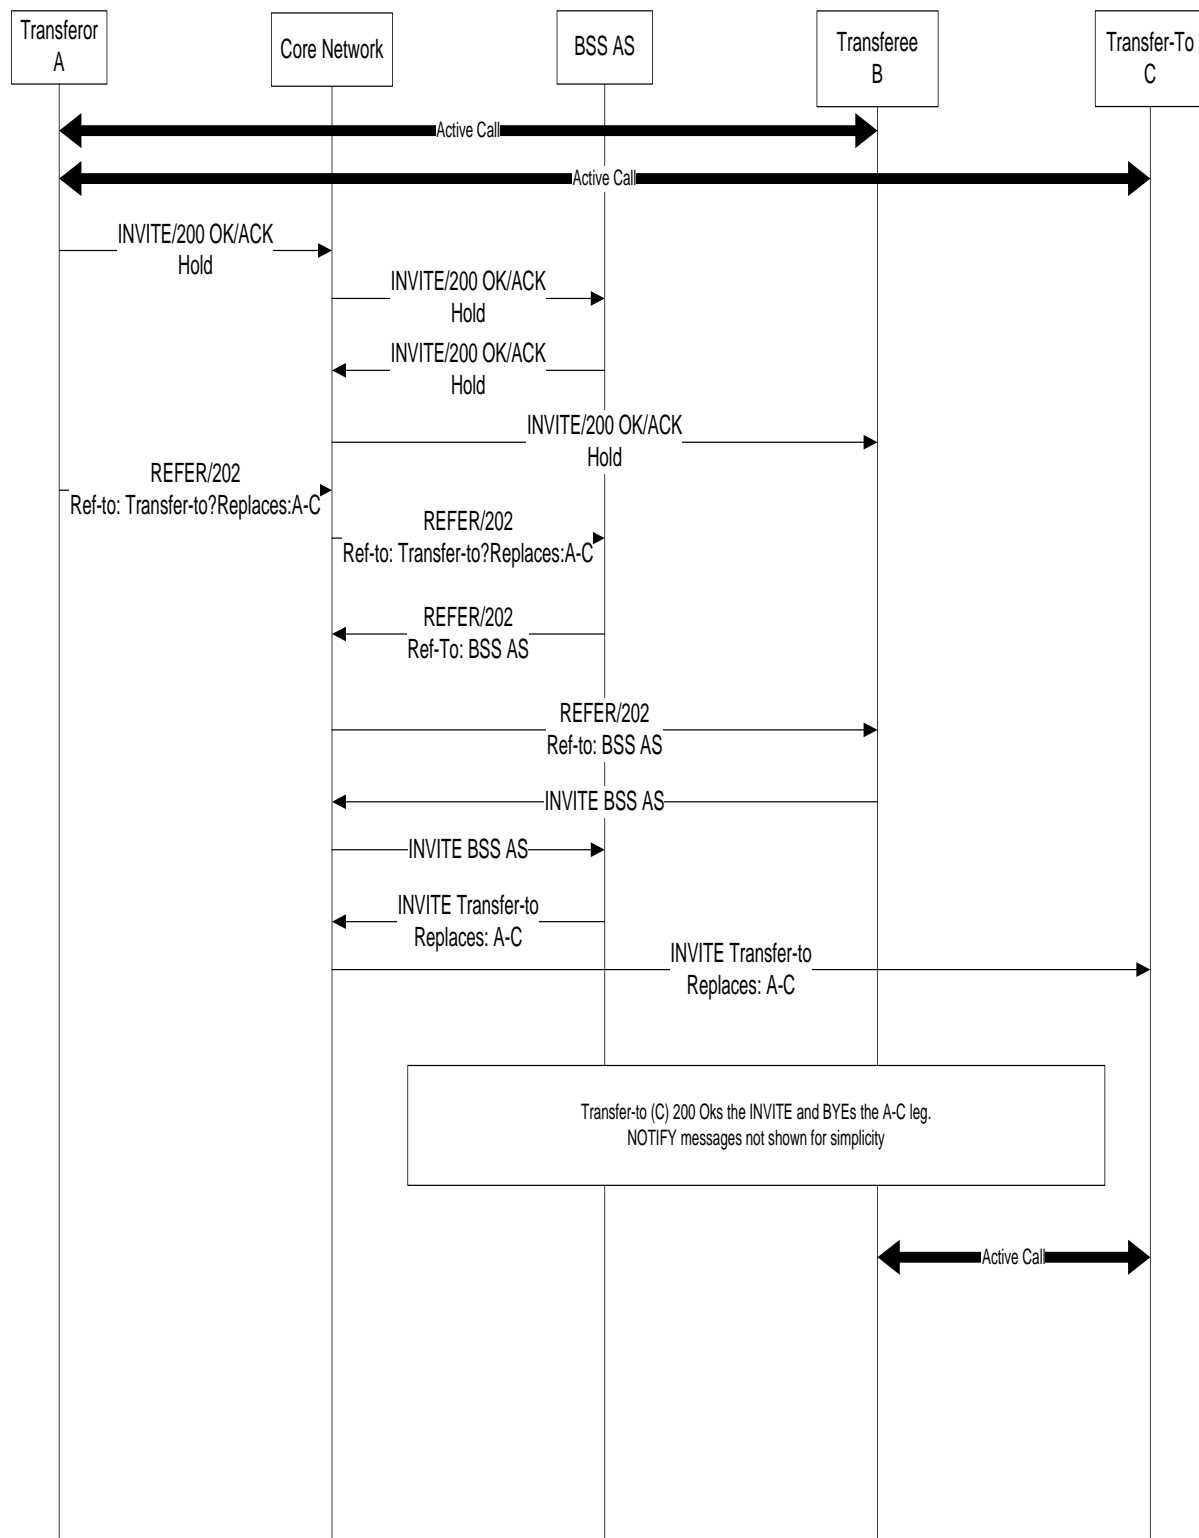 Transferor
A
Core Network
BSS AS
Transferee
B
Transfer-To
C
Active Call
Active Call
INVITE/200 OK/ACK
Hold
INVITE/200 OK/ACK
Hold
INVITE/200 OK/ACK
Hold
INVITE/200 OK/ACK
Hold
REFER/202
Ref-to: Transfer-to?Replaces:A-C
REFER/202
Ref-to: Transfer-to?Replaces:A-C
REFER/202
Ref-To: BSS AS
REFER/202
Ref-to: BSS AS
INVITE BSS AS
INVITE BSS AS
INVITE Transfer-to
Replaces: A-C
INVITE Transfer-to
Replaces: A-C
Transfer-to (C) 200 Oks the INVITE and BYEs the A-C leg.
NOTIFY messages not shown for simplicity
Active Call